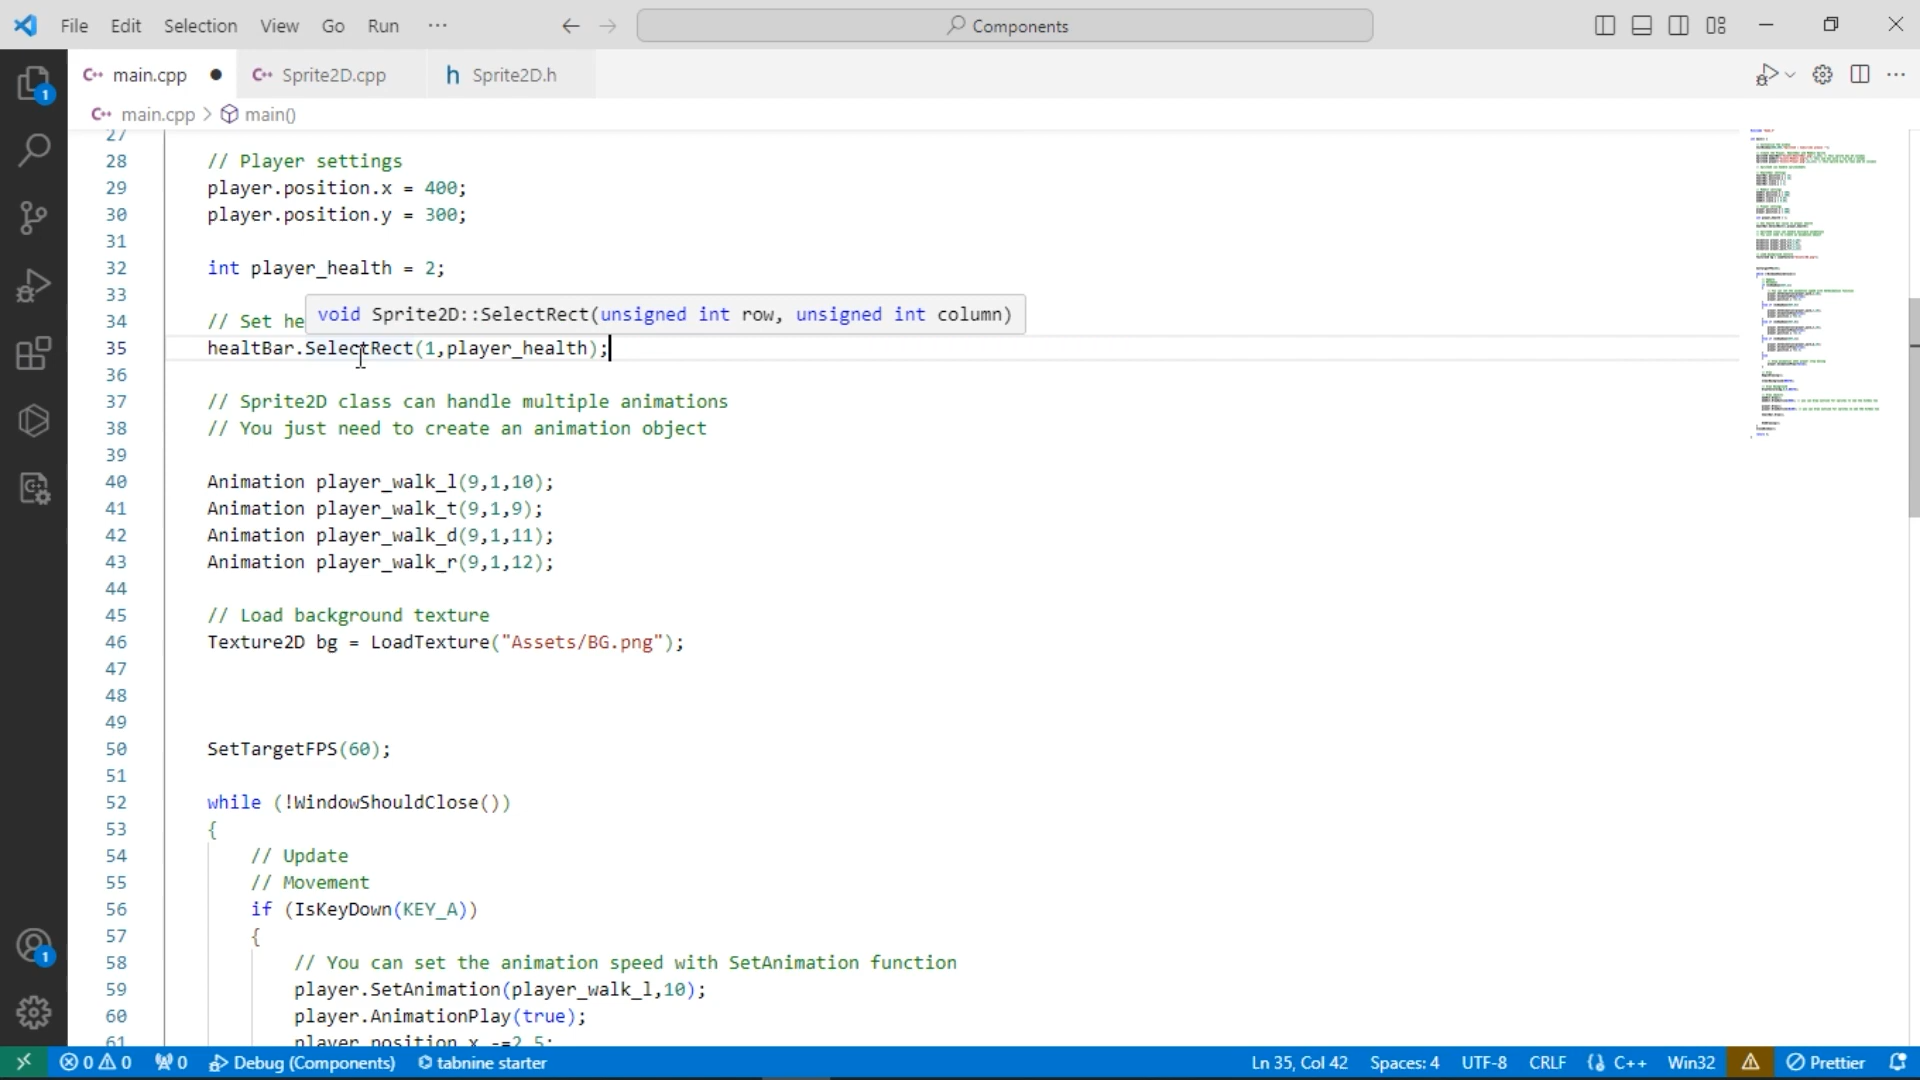 File Edit Selection View Go Run ··· Components
main.cpp Sprite2D.cpp Sprite2D.h
main.cpp main()
27
28 // Player settings
29 player.position.x = 400;
30 player.position.y = 300;
31
32 int player_health = 2;
33
void Sprite2D::SelectRect(unsigned int row, unsigned int column)
34 // Set he
35 healtBar.SelectRect(1,player_health);
36
37 // Sprite2D class can handle multiple animations
38 // You just need to create an animation object
39
40 Animation player_walk_l(9,1,10);
41 Animation player_walk_t(9,1,9);
42 Animation player_walk_d(9,1,11);
43 Animation player_walk_r(9,1,12);
44
45 // Load background texture
46 Texture2D bg = LoadTexture("Assets/BG.png");
47
48
49
50 SetTargetFPS(60);
51
52 while (!WindowShouldClose())
53 {
54 // Update
55 // Movement
56 if (IsKeyDown(KEY_A))
57 {
58 // You can set the animation speed with SetAnimation function
59 player.SetAnimation(player_walk_l,10);
60 player.AnimationPlay(true);
61 player.position.x -=2.5;
0 0 0 Debug (Components) tabnine starter Ln 35, Col 42 Spaces: 4 UTF-8 CRLF C++ Win32 Prettier